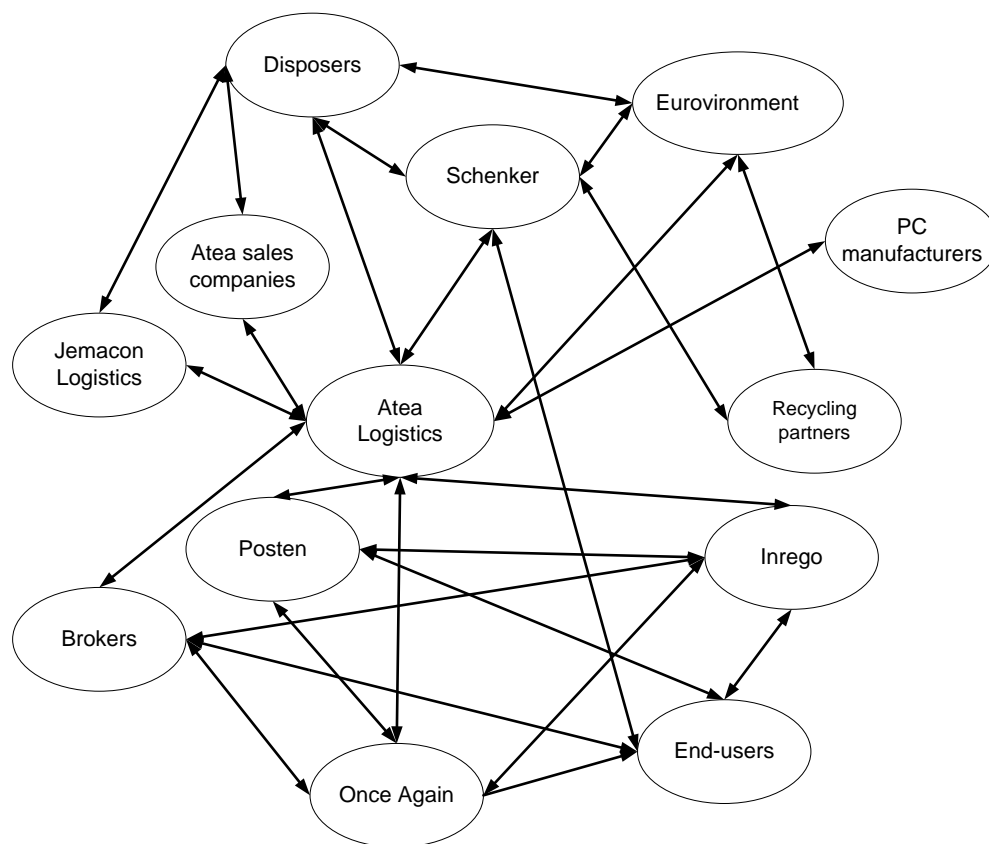 Disposers
Eurovironment
Schenker
PC
manufacturers
Atea sales
companies
Jemacon
Logistics
Atea
Logistics
Recycling
partners
Posten
Inrego
Brokers
End-users
Once Again